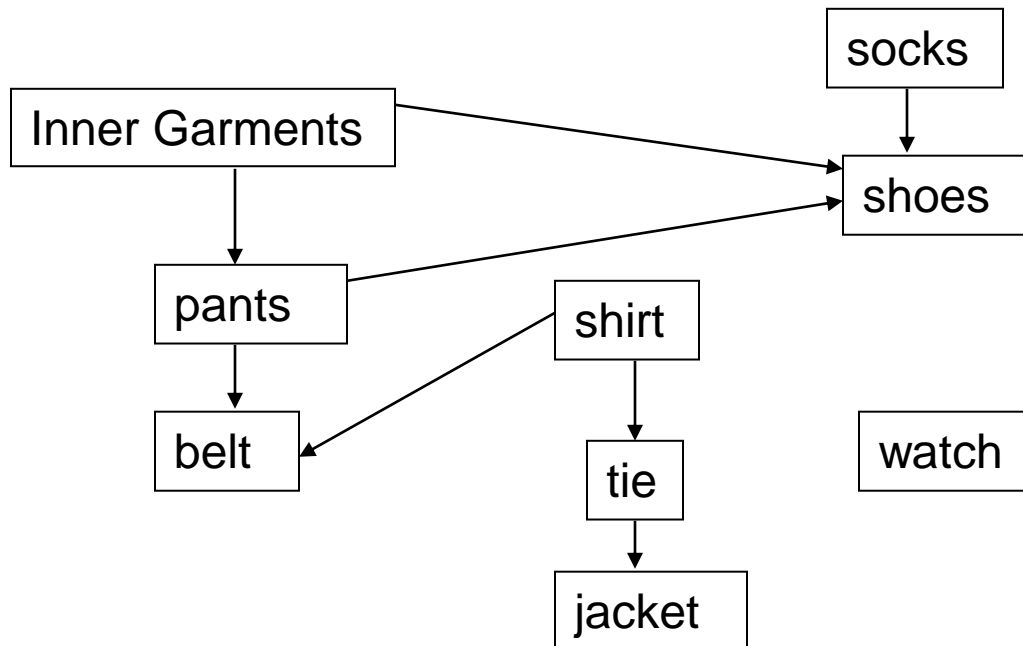 socks
Inner Garments
shoes
pants
shirt
belt
tie
watch
jacket